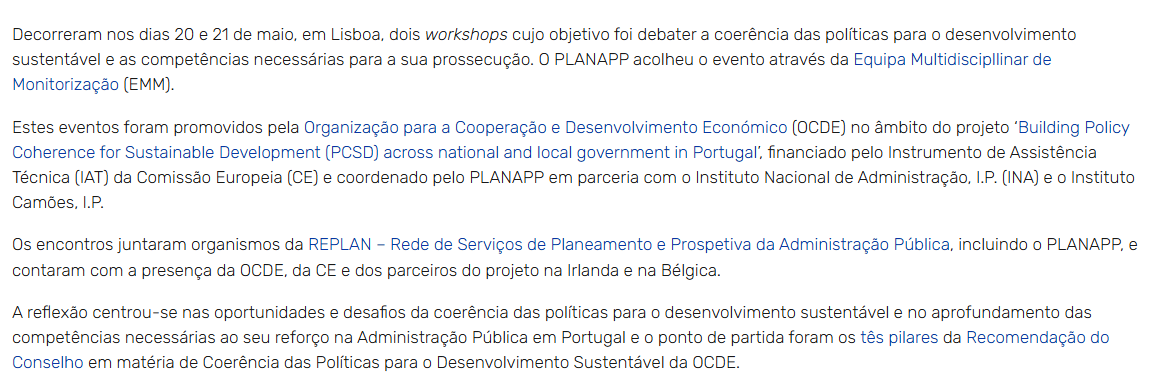 Decorreram nos dias 20 e 21 de maio, em Lisboa, dois workshops cujo objetivo foi debater a coerência das políticas para o desenvolvimento
sustentável e as competências necessárias para a sua prossecução. O PLANAPP acolheu o evento através da Equipa Multidiscipllinar de
Monitorização (EMM).
Estes eventos foram promovidos pela Organização para a Cooperação e Desenvolvimento Económico (OCDE) no âmbito do projeto ‘Building Policy
Coherence for Sustainable Development (PCSD) across national and local government in Portugal’, financiado pelo Instrumento de Assistência
Técnica (IAT) da Comissão Europeia (CE) e coordenado pelo PLANAPP em parceria com o Instituto Nacional de Administração, I.P. (INA) e o Instituto
Camões, I.P.
Os encontros juntaram organismos da REPLAN – Rede de Serviços de Planeamento e Prospetiva da Administração Pública, incluindo o PLANAPP, e
contaram com a presença da OCDE, da CE e dos parceiros do projeto na Irlanda e na Bélgica.
A reflexão centrou-se nas oportunidades e desafios da coerência das políticas para o desenvolvimento sustentável e no aprofundamento das
competências necessárias ao seu reforço na Administração Pública em Portugal e o ponto de partida foram os tês pilares da Recomendação do
Conselho em matéria de Coerência das Políticas para o Desenvolvimento Sustentável da OCDE.